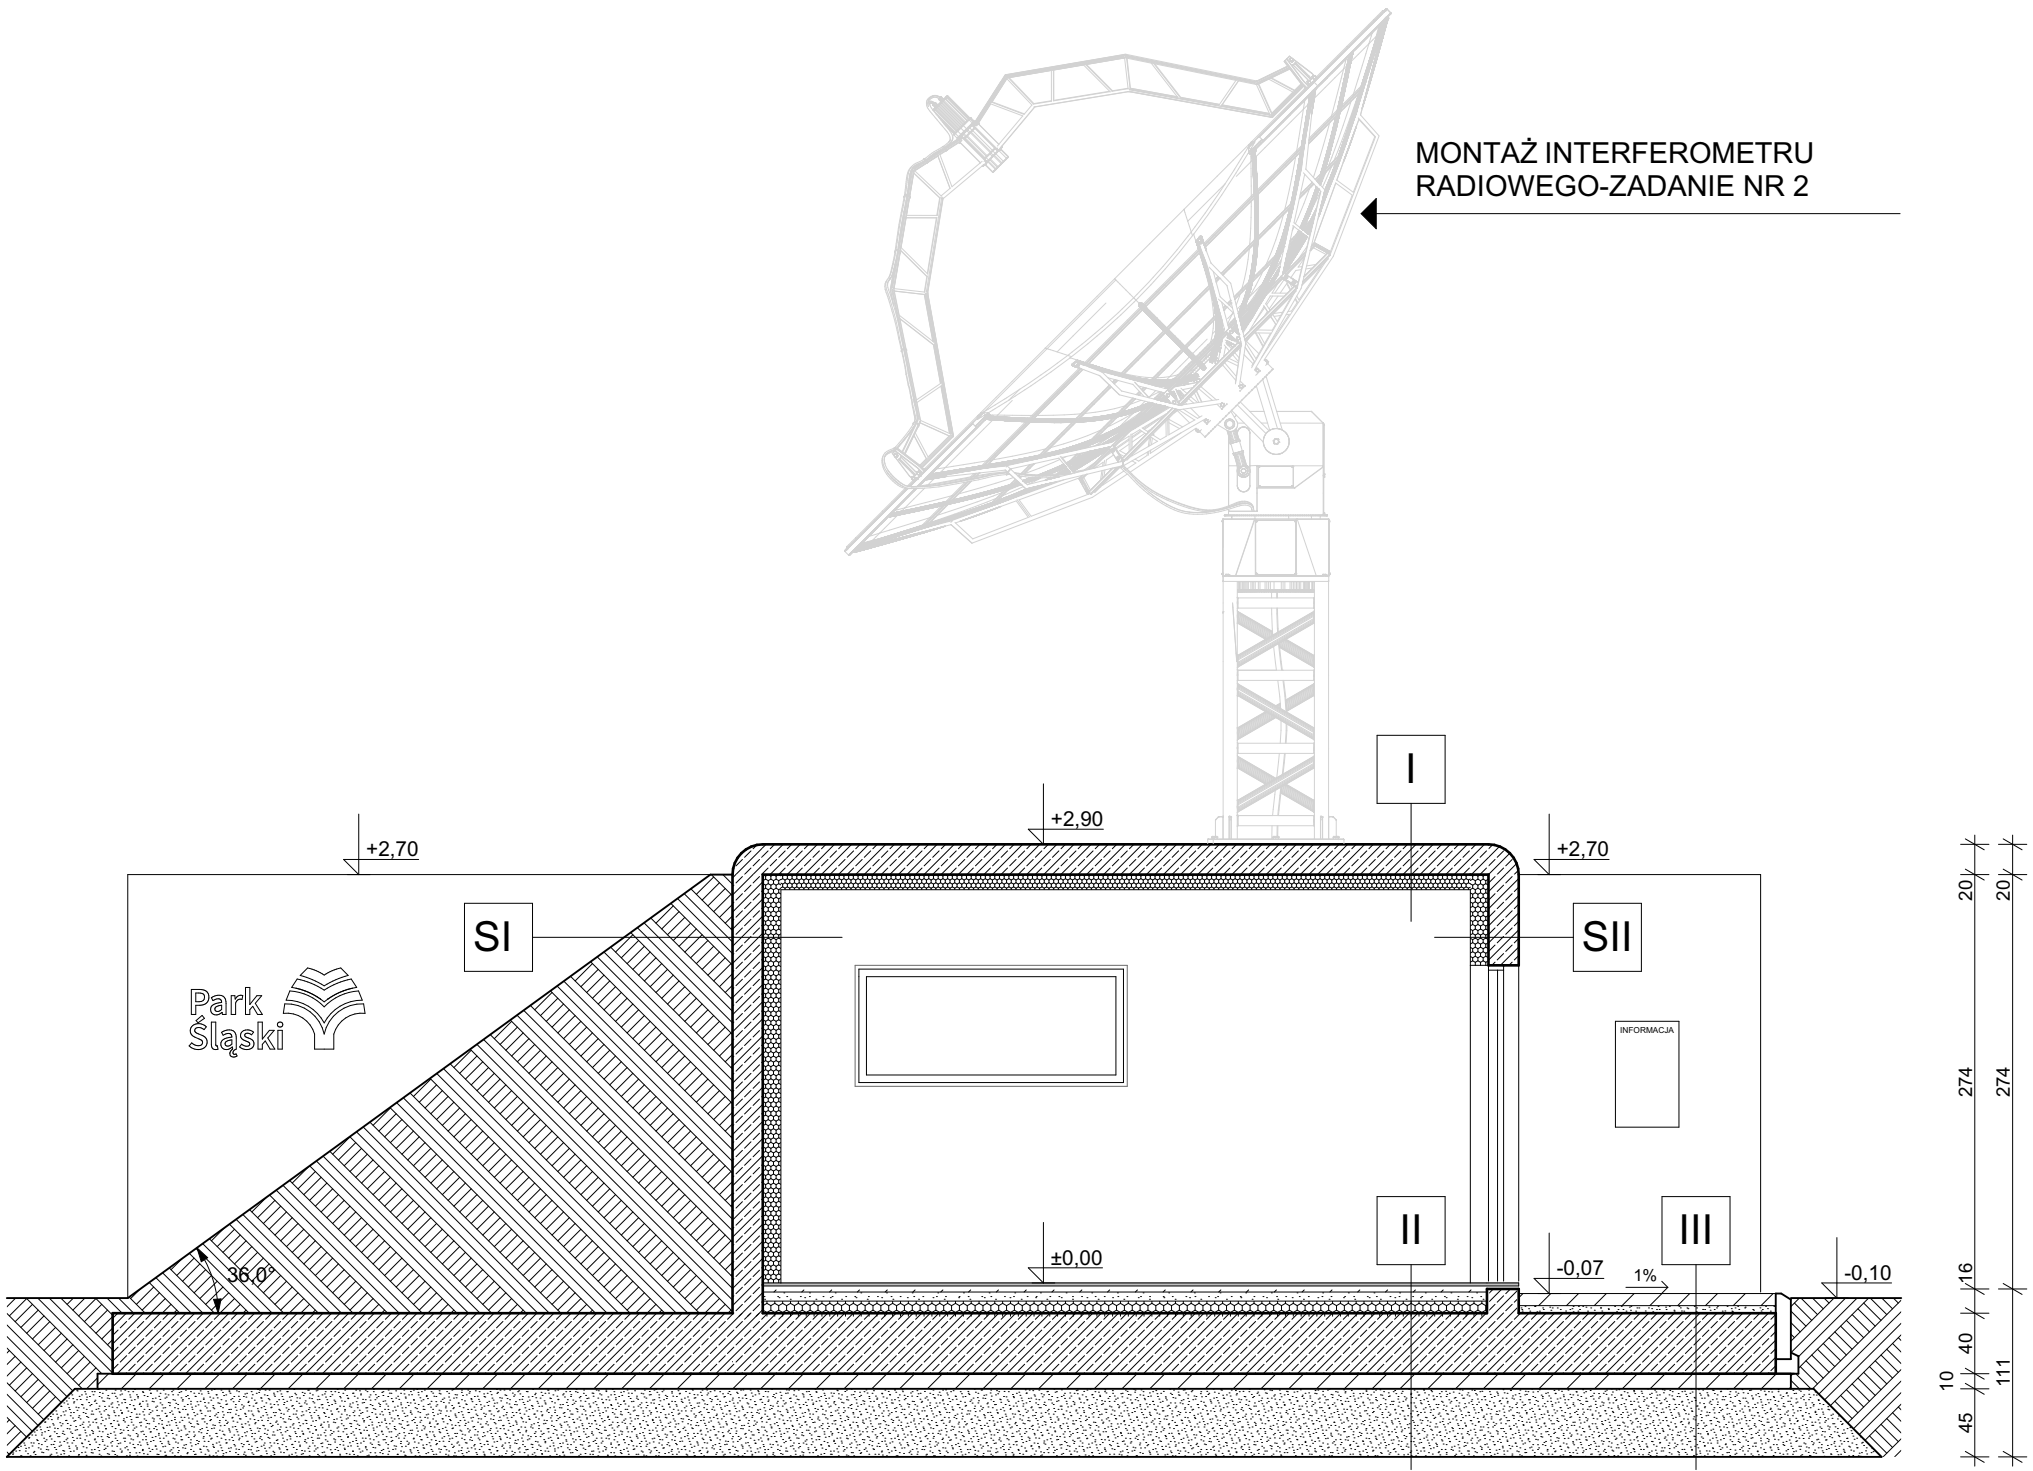 MONTAŻ INTERFEROMETRU
RADIOWEGO-ZADANIE NR 2
I
+2,90
+2,70
+2,70
SI
SII
20
20
Park
Śląski
INFORMACJA
274
274
II
III
±0,00
-0,07
1%
-0,10
36,0°
16
40
10
111
45